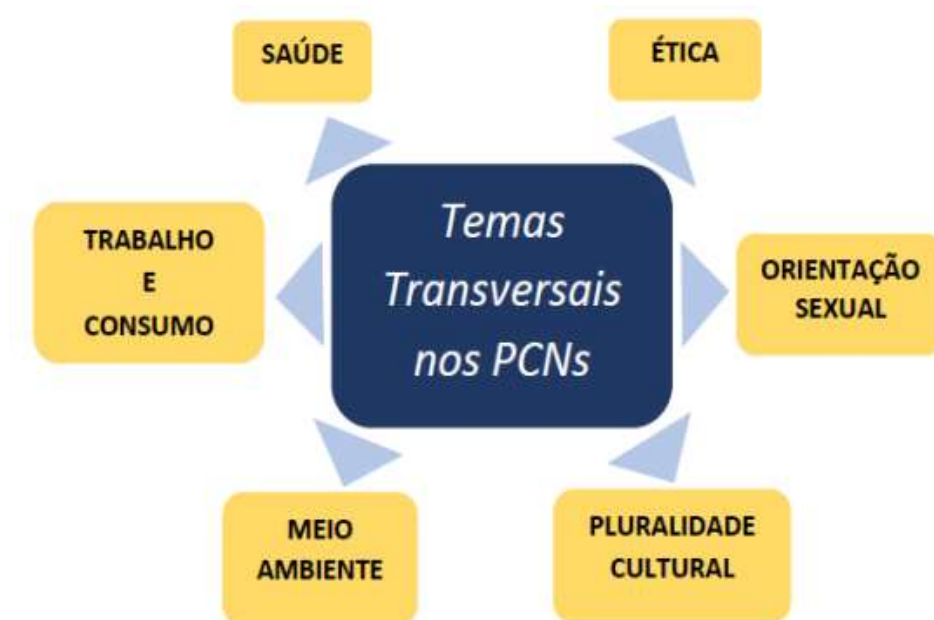 SAÚDE
ÉTICA
TRABALHO
E
CONSUMO
Temas
Transversais
nos PCNs
ORIENTAÇÃO
SEXUAL
MEIO
AMBIENTE
PLURALIDADE
CULTURAL